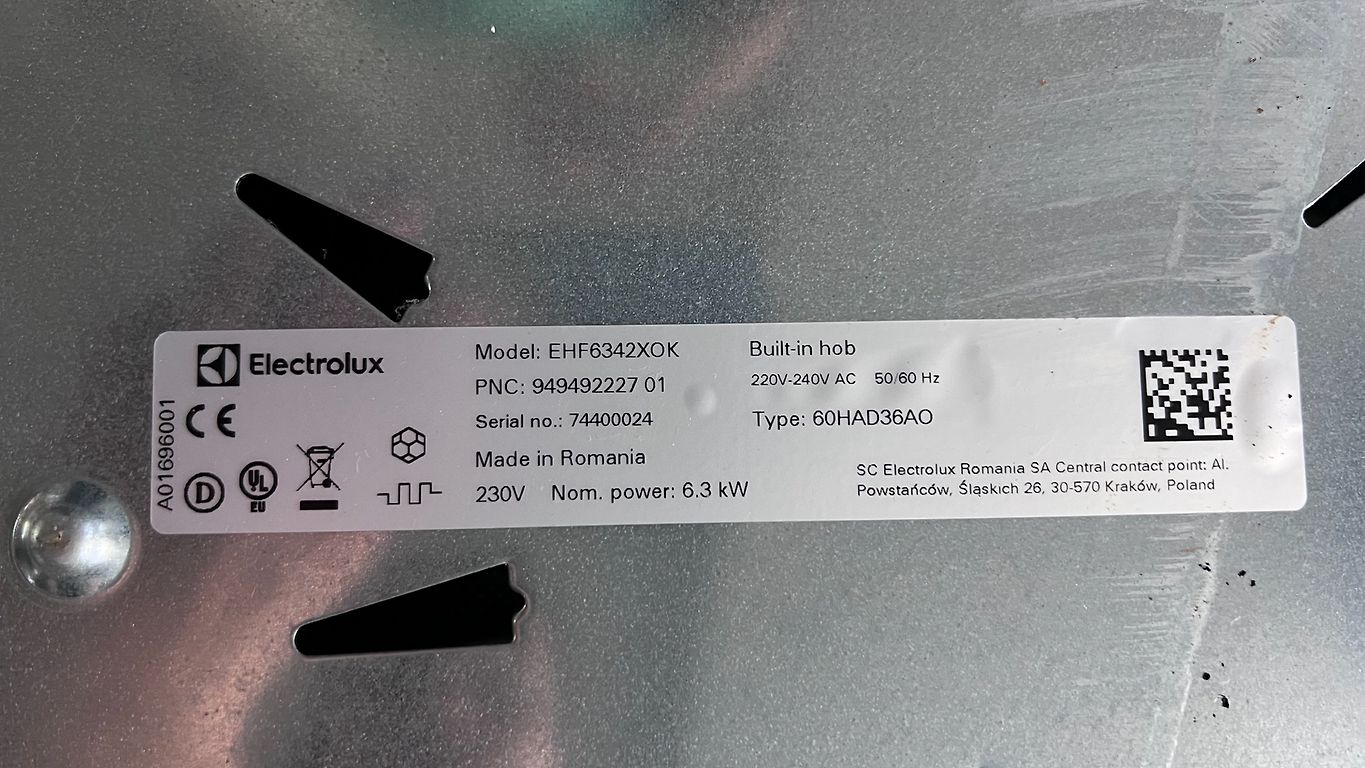 Electrolux
CE
A01696001
D
UL
EU
Model: EHF6342XOK
PNC: 949492227 01
Serial no.: 74400024
Made in Romania
230V Nom. power: 6.3 kW
Built-in hob
220V-240V AC 50/60 Hz
Type: 60HAD36AO
SC Electrolux Romania SA Central contact point: Al.
Powstańców, Śląskich 26, 30-570 Kraków, Poland